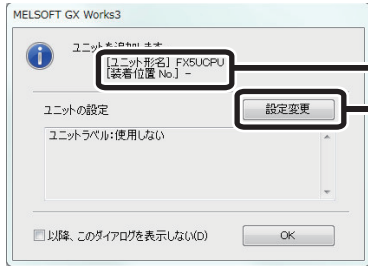 MELSOFT GX Works3
ユニットを追加します。
[ユニット形名] FX5UCPU
[装着位置 No.] -
ユニットの設定
設定変更
ユニットラベル:使用しない
以降、このダイアログを表示しない(D)
OK